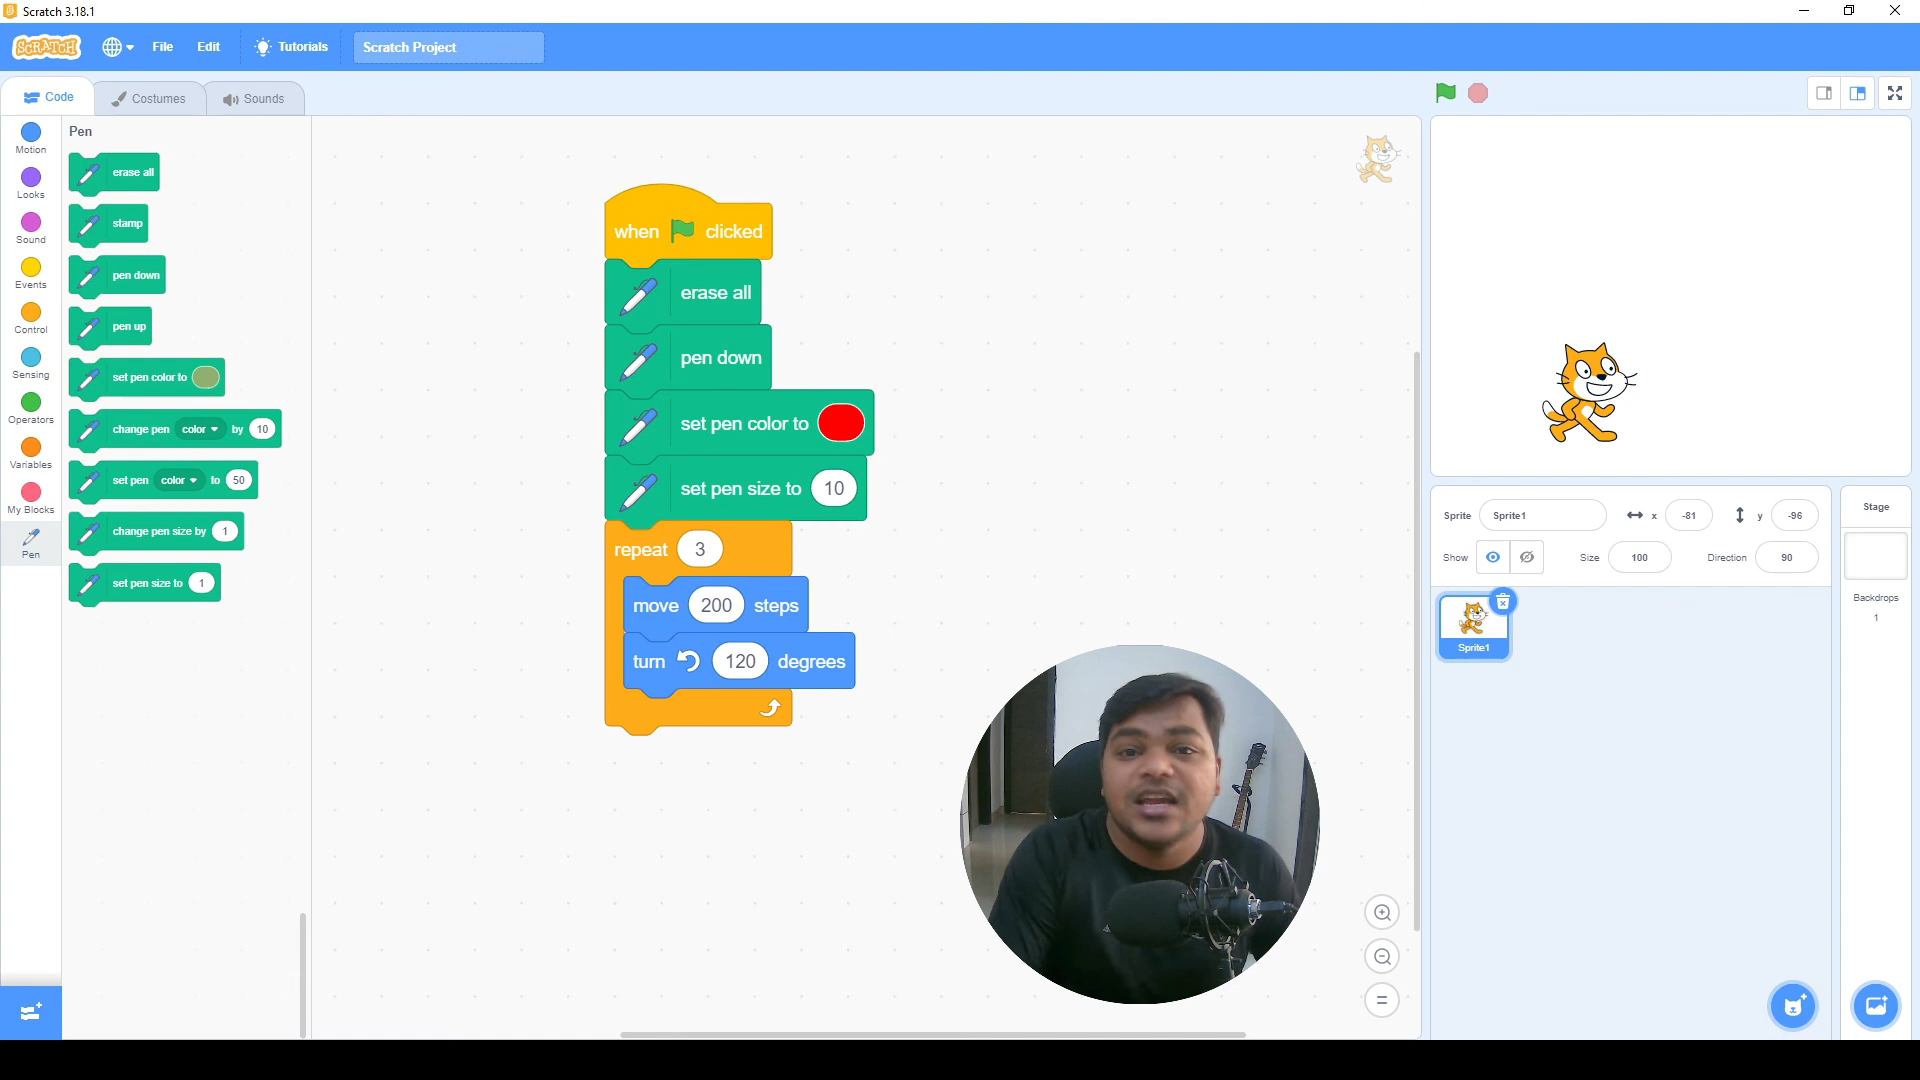 Scratch 3.18.1
SCRATCH File Edit Tutorials Scratch Project
Code Costumes Sounds
Motion
Looks
Sound
Events
Control
Sensing
Operators
Variables
My Blocks
Pen
Pen
erase all
stamp
pen down
pen up
set pen color to
change pen color by 10
set pen color to 50
change pen size by 1
set pen size to 1
when clicked
erase all
pen down
set pen color to
set pen size to 10
repeat 3
move 200 steps
turn 120 degrees
Sprite Sprite1 x -81 y -96
Show Size 100 Direction 90
Sprite1
Stage
Backdrops
1